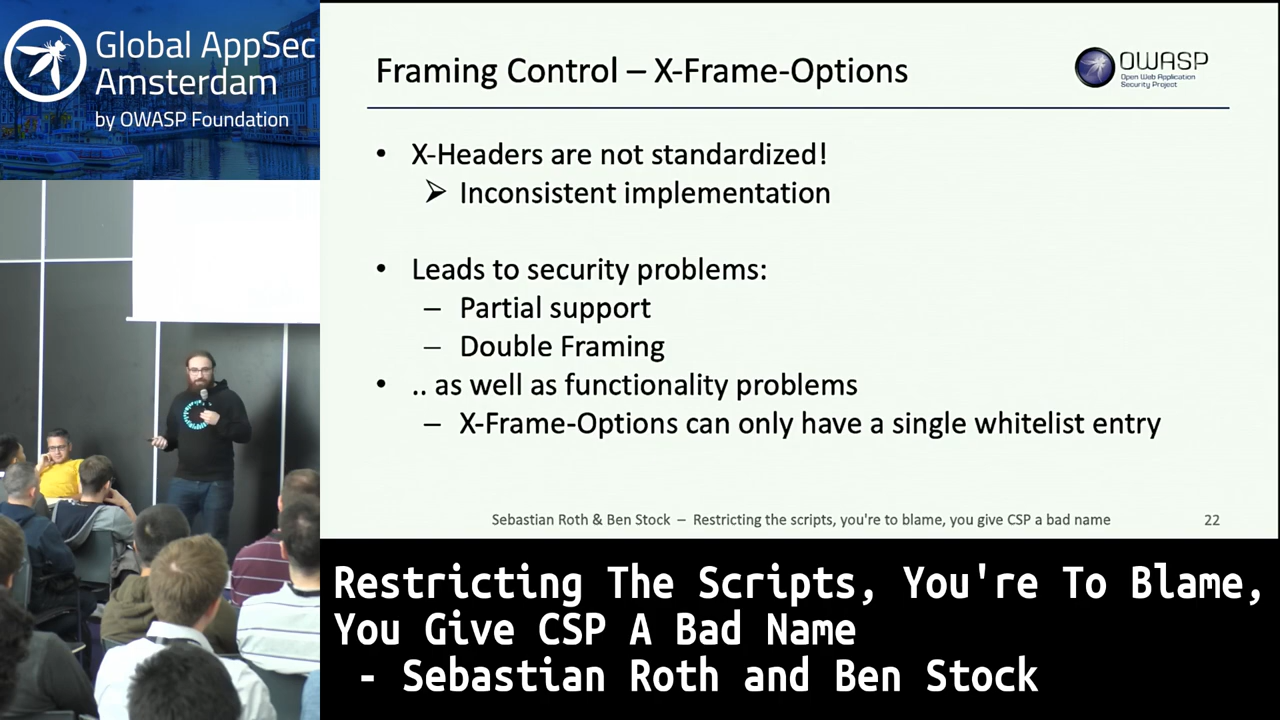 Global AppSec
Amsterdam
by OWASP Foundation
Framing Control – X-Frame-Options
OWASP
Open Web Application
Security Project
• X-Headers are not standardized!
➢ Inconsistent implementation
• Leads to security problems:
– Partial support
– Double Framing
• .. as well as functionality problems
– X-Frame-Options can only have a single whitelist entry
Sebastian Roth & Ben Stock – Restricting the scripts, you're to blame, you give CSP a bad name
22
Restricting The Scripts, You're To Blame,
You Give CSP A Bad Name
- Sebastian Roth and Ben Stock